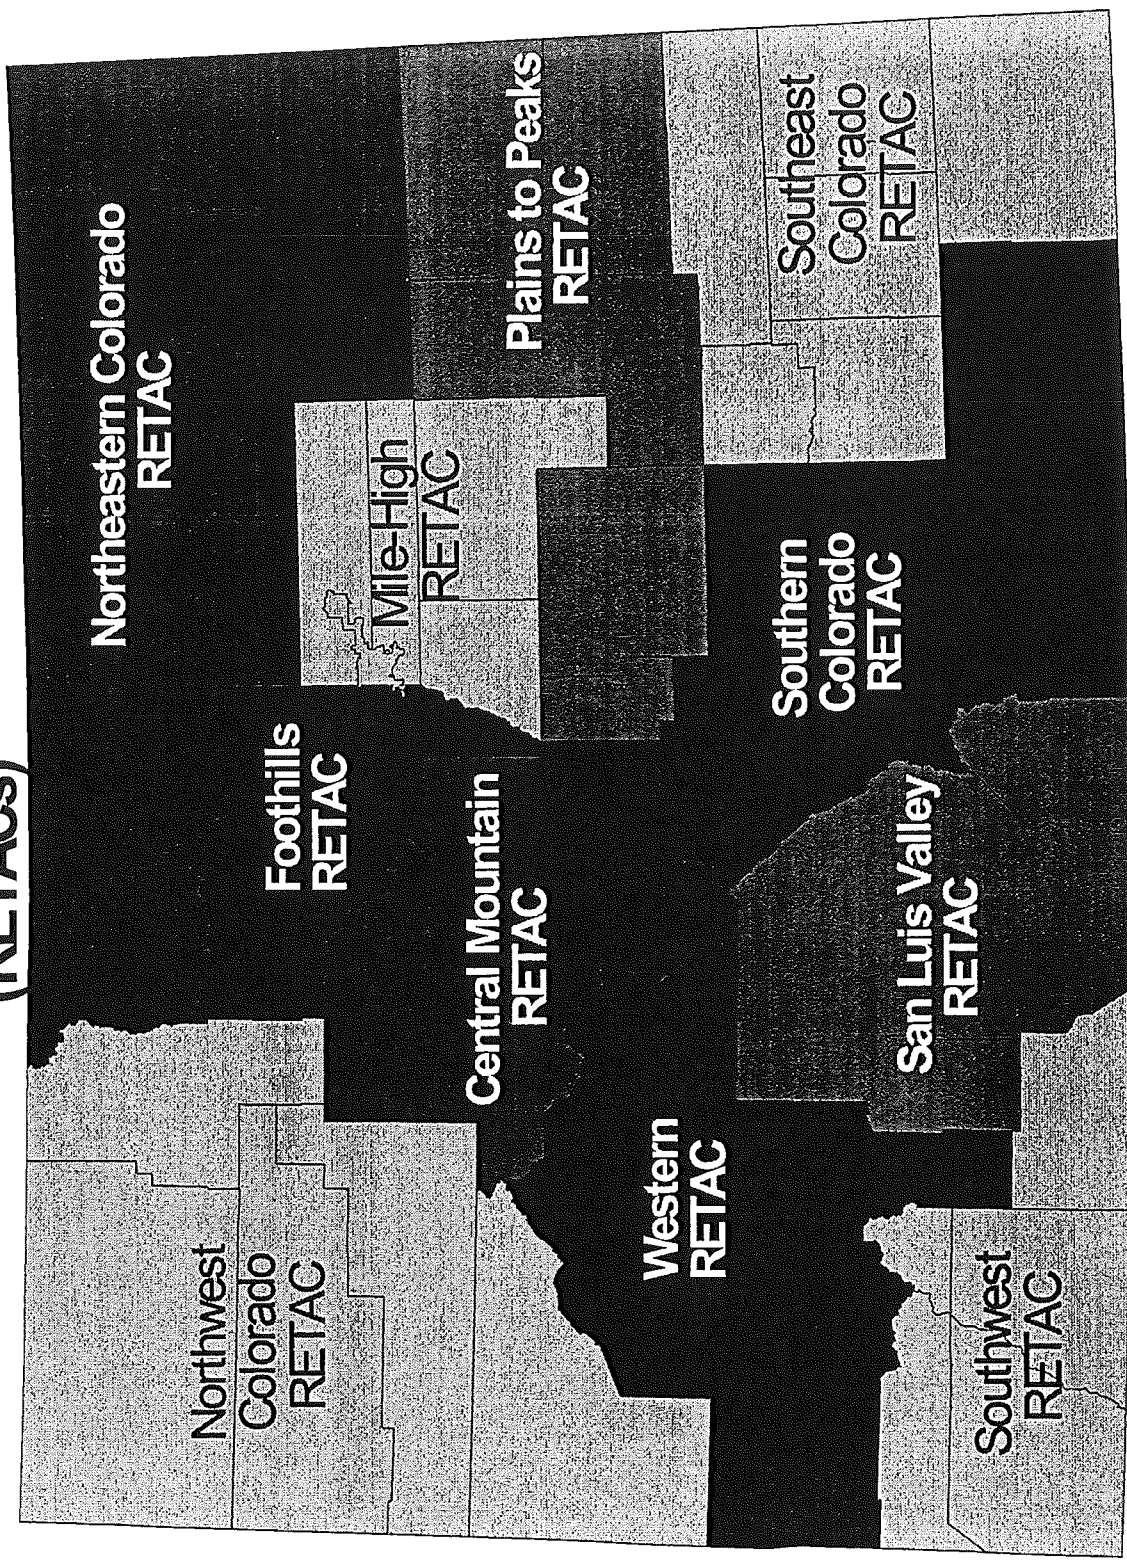 (RETACs)
Northeastern Colorado
RETAC
Northwest
Colorado
RETAC
Foothills
RETAC
Mile-High
RETAC
Plains to Peaks
RETAC
Central Mountain
RETAC
Western
RETAC
Southern
Colorado
RETAC
Southeast
Colorado
RETAC
San Luis Valley
RETAC
Southwest
RETAC